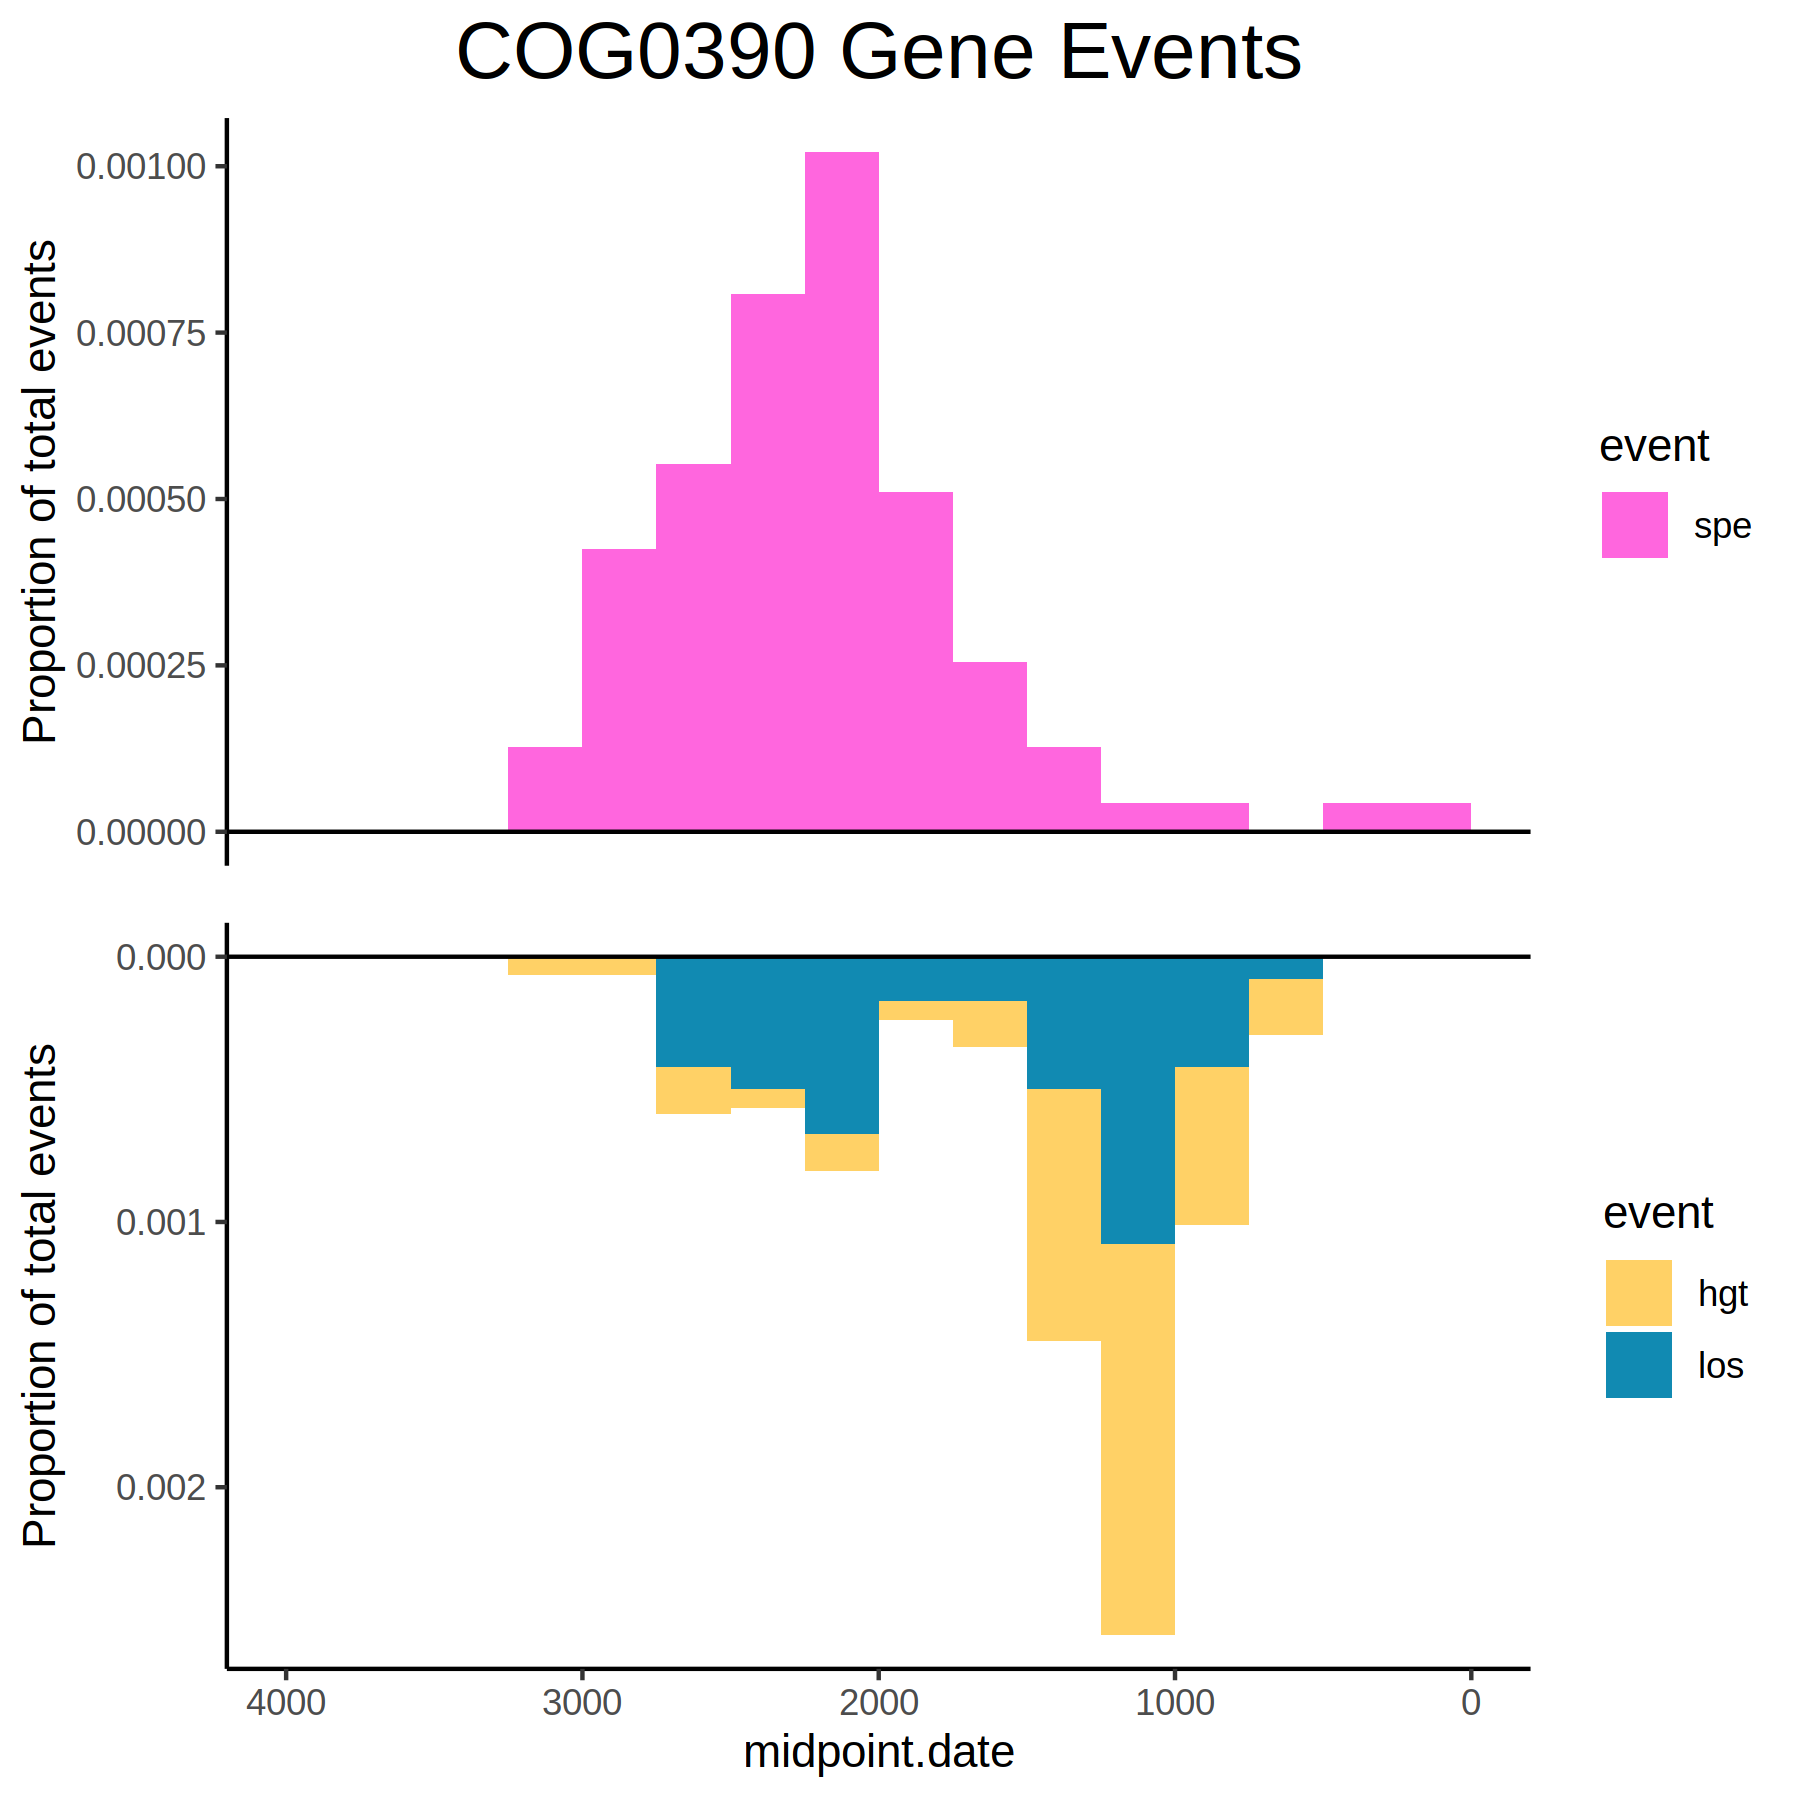 COG0390 Gene Events
Proportion of total events
0.00100
0.00075
0.00050
0.00025
0.00000
event
spe
Proportion of total events
0.000
0.001
0.002
event
hgt
los
4000 3000 2000 1000 0
midpoint.date